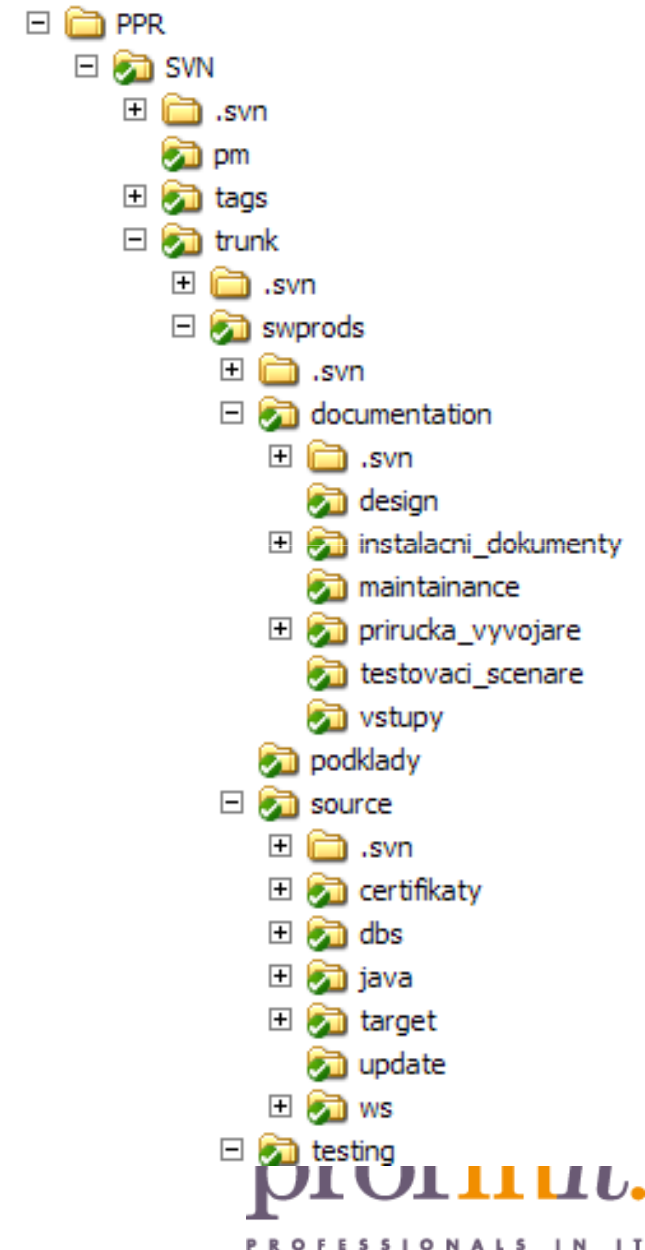 PPR
SVN
.svn
pm
tags
trunk
.svn
swprods
.svn
documentation
.svn
design
instalacni_dokumenty
maintainance
prirucka_vyvojare
testovaci_scenare
vstupy
podklady
source
.svn
certifikaty
dbs
java
target
update
ws
testing
PROFESSIONALS IN IT